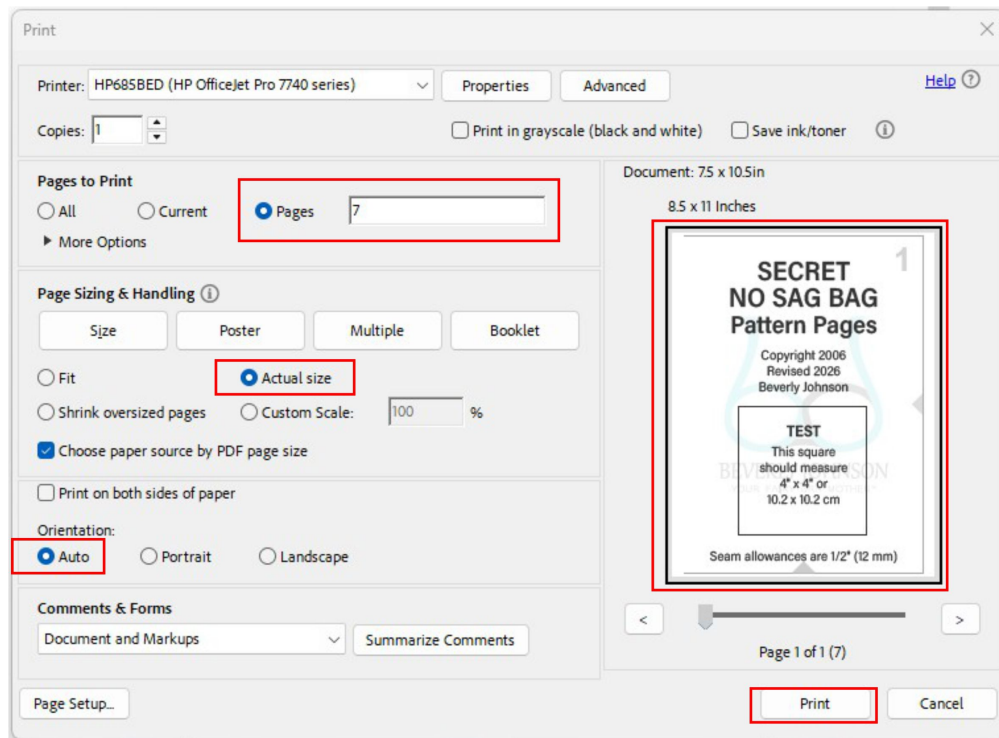 Print
Printer: HP685BED (HP OfficeJet Pro 7740 series) Properties Advanced Help
Copies: 1 Print in grayscale (black and white) Save ink/toner
Pages to Print
All Current Pages 7
More Options
Page Sizing & Handling
Size Poster Multiple Booklet
Fit Actual size
Shrink oversized pages Custom Scale: 100 %
Choose paper source by PDF page size
Print on both sides of paper
Orientation:
Auto Portrait Landscape
Comments & Forms
Document and Markups Summarize Comments
Page Setup...
Document: 7.5 x 10.5in
8.5 x 11 Inches
1
SECRET
NO SAG BAG
Pattern Pages
Copyright 2006
Revised 2026
Beverly Johnson
TEST
This square
should measure
4" x 4" or
10.2 x 10.2 cm
BEVERLY JOHNSON
Seam allowances are 1/2" (12 mm)
< >
Page 1 of 1 (7)
Print Cancel